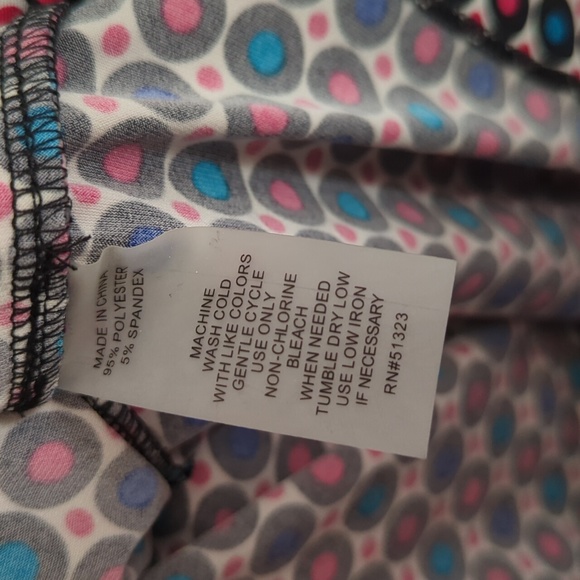 MADE IN CHINA
95% POLYESTER
5% SPANDEX
MACHINE
WASH COLD
WITH LIKE COLORS
GENTLE CYCLE
USE ONLY
NON-CHLORINE
BLEACH
WHEN NEEDED
TUMBLE DRY LOW
USE LOW IRON
IF NECESSARY
RN#51323